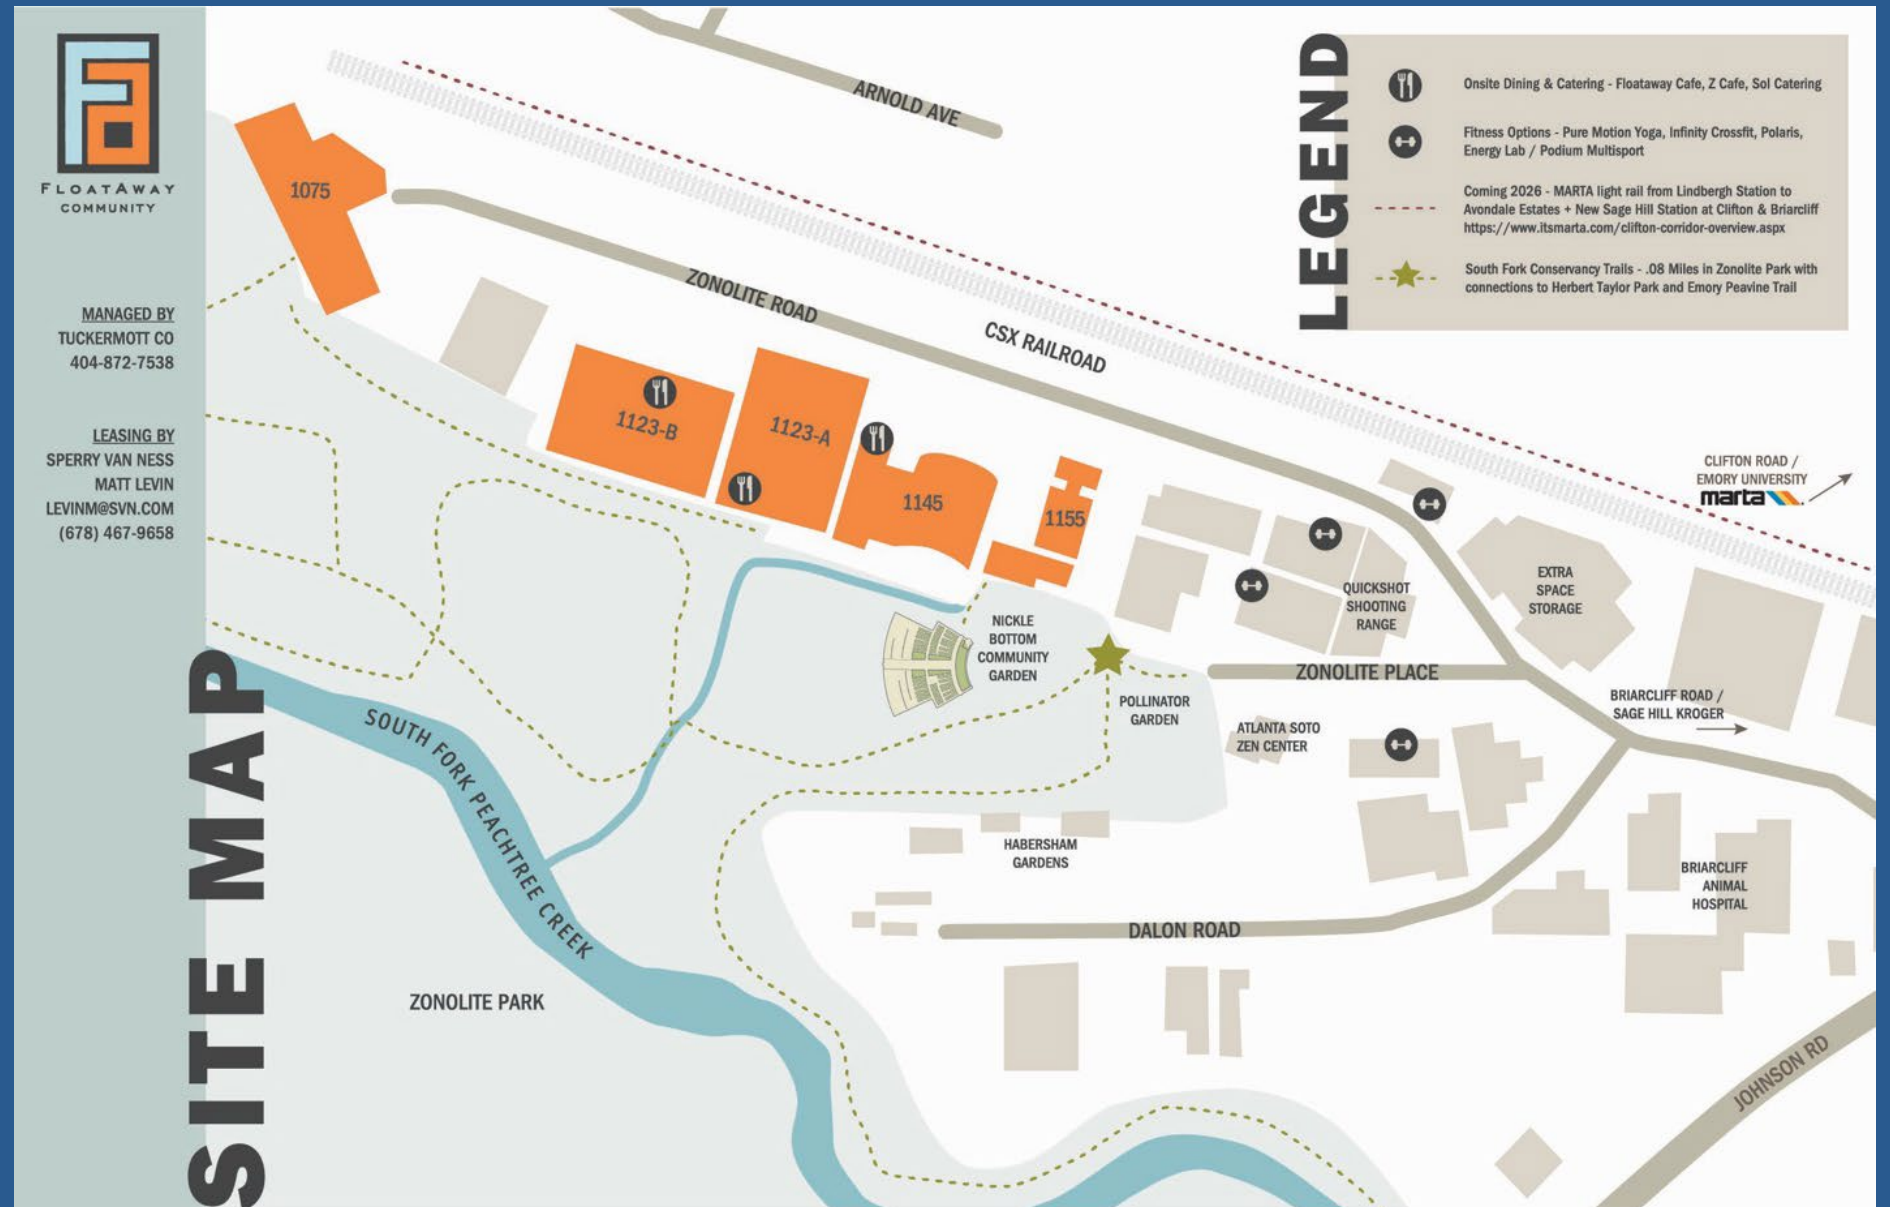 FLOATAWAY
COMMUNITY
MANAGED BY
TUCKERMOTT CO
404-872-7538
LEASING BY
SPERRY VAN NESS
MATT LEVIN
LEVINM@SVN.COM
(678) 467-9658
SITE MAP
LEGEND
Onsite Dining & Catering - Floataway Cafe, Z Cafe, Sol Catering
Fitness Options - Pure Motion Yoga, Infinity Crossfit, Polaris,
Energy Lab / Podium Multisport
Coming 2026 - MARTA light rail from Lindbergh Station to
Avondale Estates + New Sage Hill Station at Clifton & Briarcliff
https://www.itsmarta.com/clifton-corridor-overview.aspx
South Fork Conservancy Trails - .08 Miles in Zonolite Park with
connections to Herbert Taylor Park and Emory Peavine Trail
ARNOLD AVE
1075
ZONOLITE ROAD
CSX RAILROAD
1123-B
1123-A
1145
1155
CLIFTON ROAD /
EMORY UNIVERSITY
marta
QUICKSHOT
SHOOTING
RANGE
EXTRA
SPACE
STORAGE
NICKLE
BOTTOM
COMMUNITY
GARDEN
POLLINATOR
GARDEN
ZONOLITE PLACE
BRIARCLIFF ROAD /
SAGE HILL KROGER
ATLANTA SOTO
ZEN CENTER
SOUTH FORK PEACHTREE CREEK
HABERSHAM
GARDENS
BRIARCLIFF
ANIMAL
HOSPITAL
DALON ROAD
ZONOLITE PARK
JOHNSON RD